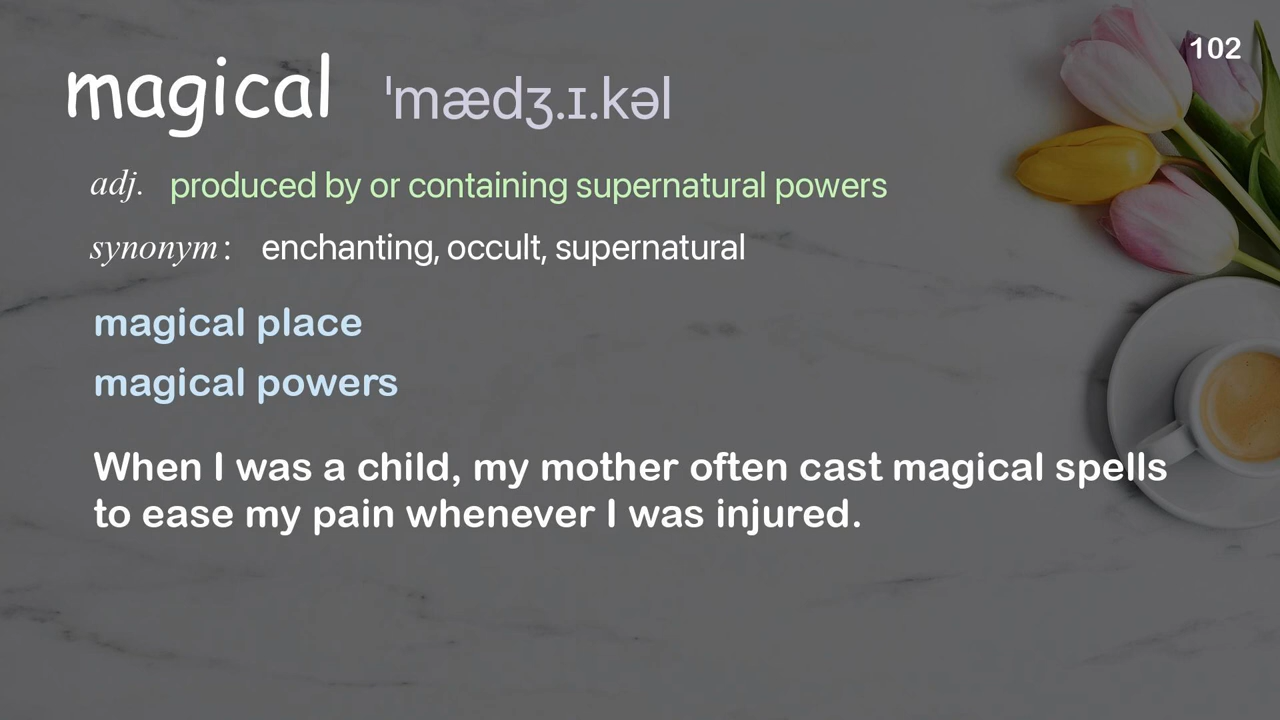 102
magical ˈmædʒ.ɪ.kəl
adj. produced by or containing supernatural powers
synonym: enchanting, occult, supernatural
magical place
magical powers
When I was a child, my mother often cast magical spells
to ease my pain whenever I was injured.